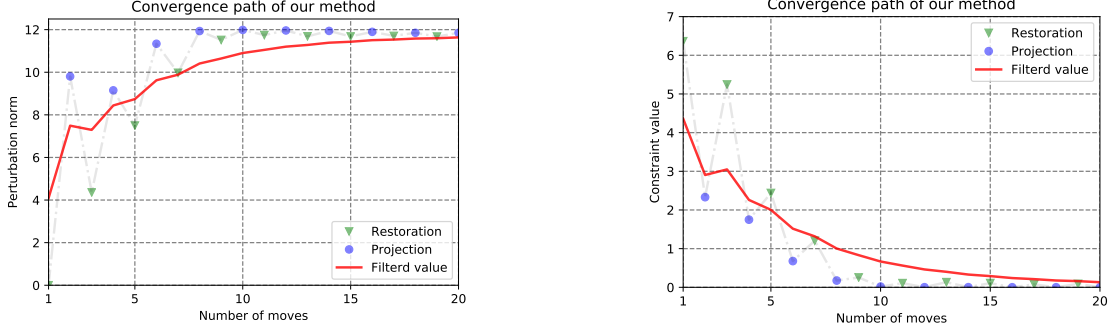 Convergence path of our method
Perturbation norm
12
10
8
6
4
2
0
1
5
10
15
20
Number of moves
Restoration
Projection
Filterd value
Convergence path of our method
Constraint value
7
6
5
4
3
2
1
0
1
5
10
15
20
Number of moves
Restoration
Projection
Filterd value